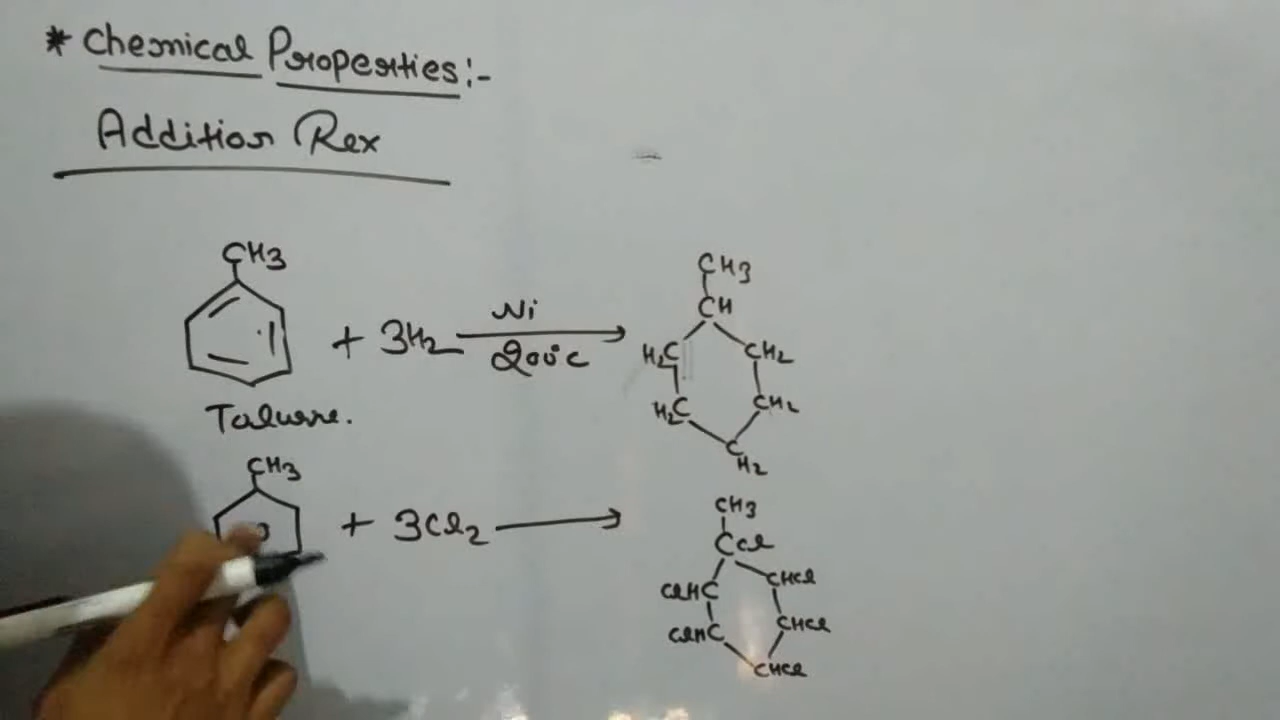 * Chemical Properties:-
Addition Rex
CH3
+ 3H2 Ni 200°C
CH3
CH
H2C CH2
H2C CH2
C
H2
Toluene.
CH3
+ 3Cl2
CH3
CCl
ClHC CHCl
ClHC CHCl
CHCl